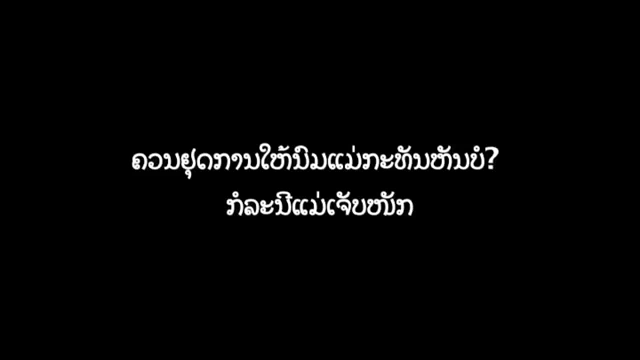 ຄວນຢຸດການໃຫ້ນົມແມ່ກະທັນຫັນບໍ?
ກໍລະນີແມ່ເຈັບໜັກ